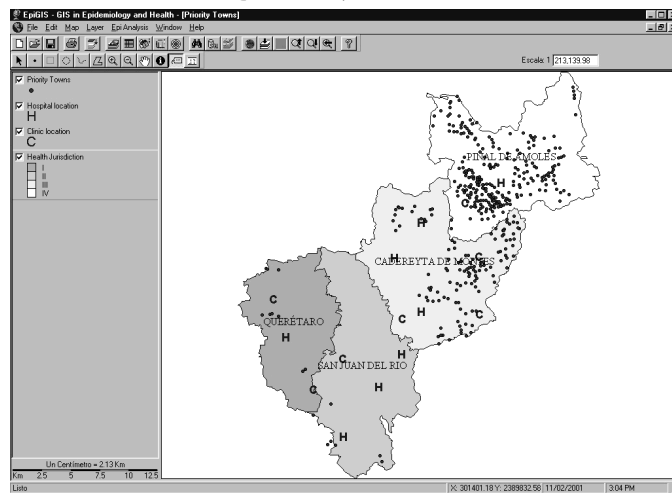 EpiGIS - GIS in Epidemiology and Health - [Priority Towns]
File Edit Map Layer Epi Analysis Window Help
Escala: 1 213,139.98
Priority Towns
Hospital location
H
Clinic location
C
Health Jurisdiction
I
II
III
IV
PINAL DE AMOLES
H
C
H
H
CADEREYTA DE MONTES
C
C
H
C
C
QUERÉTARO
H
H
C
SAN JUAN DEL RIO
H
C
H
Un Centímetro = 2.13 Km
Km 2.5 5 7.5 10 12.5
Listo
X: 301401.18 Y: 2389832.58 11/02/2001 3:04 PM